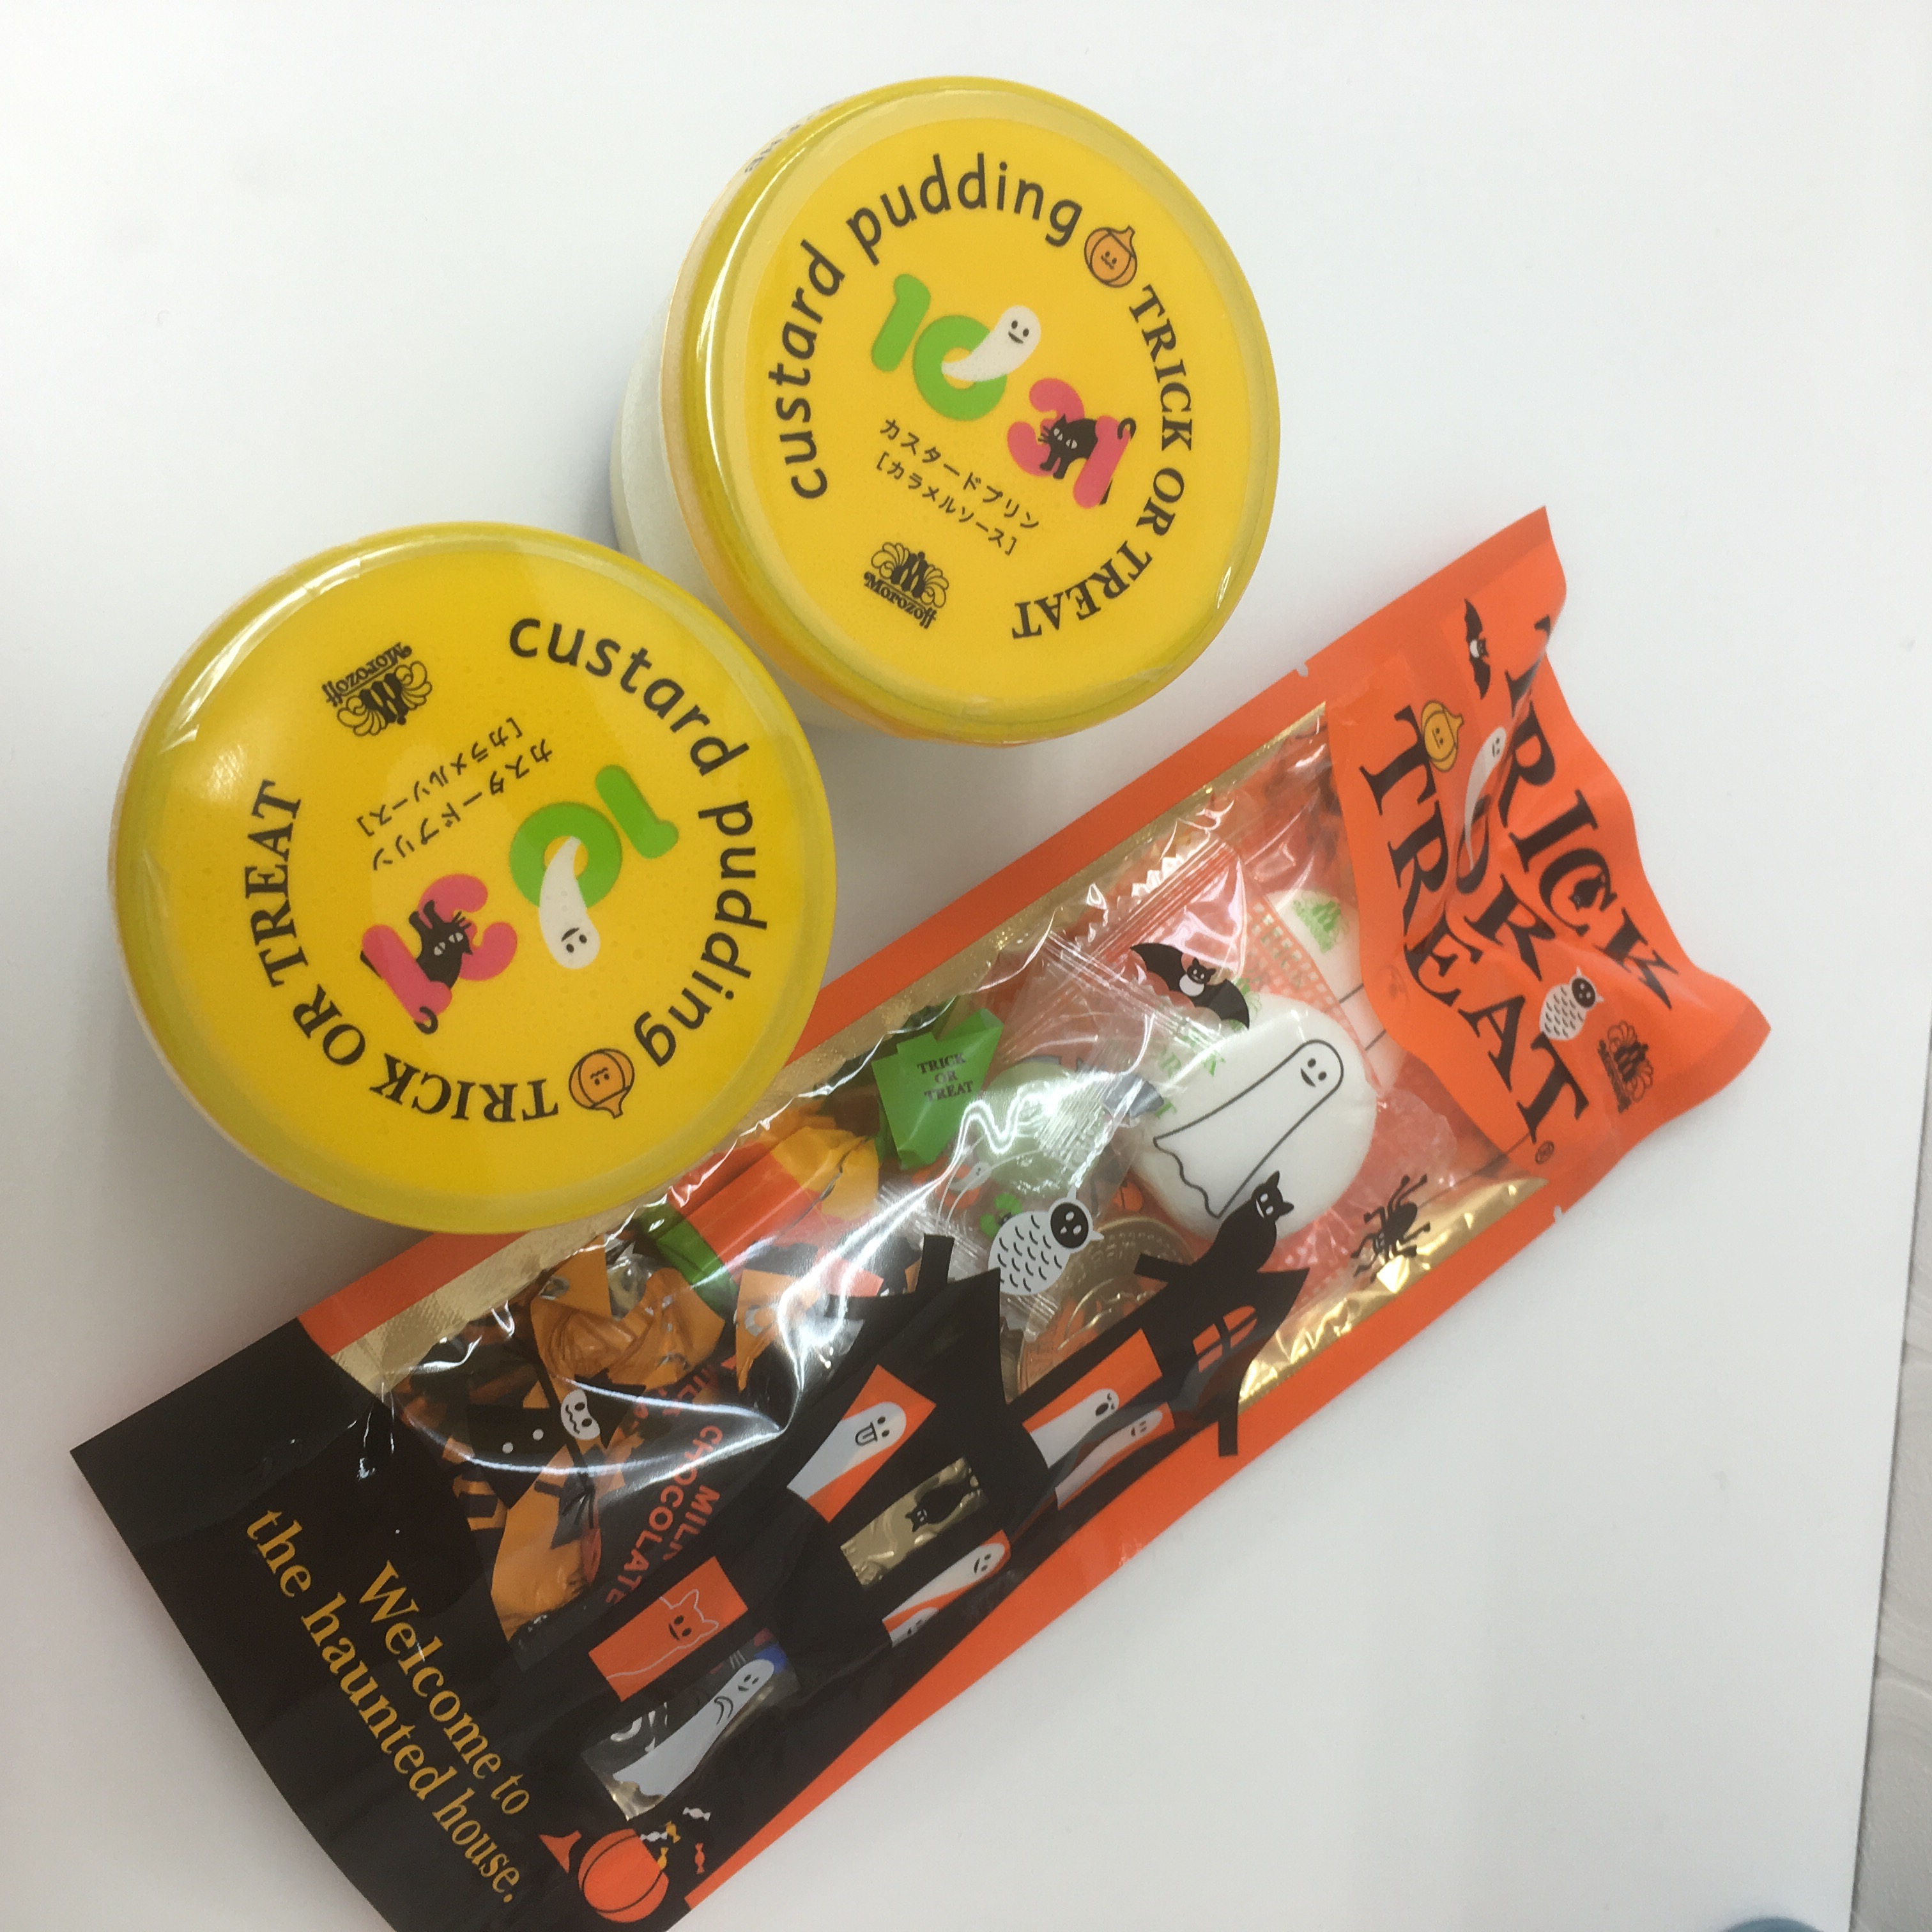 custard pudding
TRICK OR TREAT
10
31
カスタードプリン
[カラメルソース]
Morozoff
custard pudding
TRICK OR TREAT
10
31
カスタードプリン
[カラメルソース]
Morozoff
TRICK
OR
TREAT®
Morozoff
TRICK
OR
TREAT
MILK
CHOCOLATE
Welcome to
the haunted house.